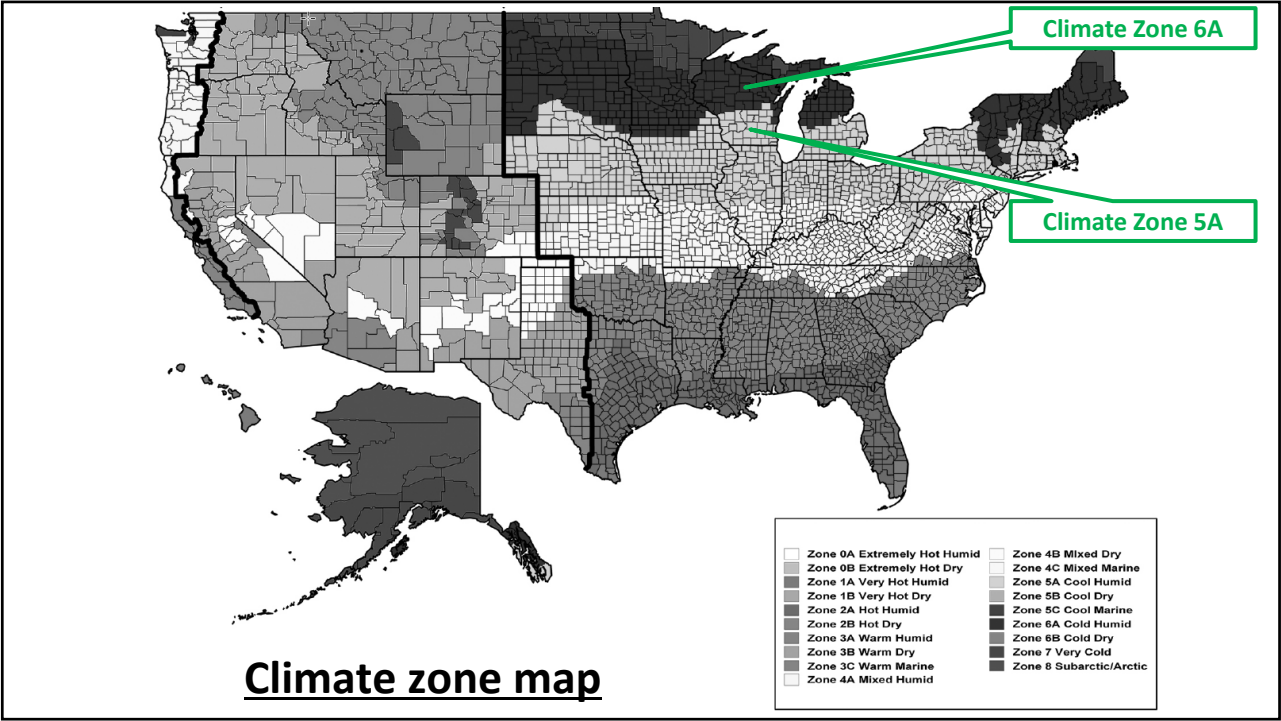 Climate Zone 6A
Climate Zone 5A
Zone 0A Extremely Hot Humid
Zone 0B Extremely Hot Dry
Zone 1A Very Hot Humid
Zone 1B Very Hot Dry
Zone 2A Hot Humid
Zone 2B Hot Dry
Zone 3A Warm Humid
Zone 3B Warm Dry
Zone 3C Warm Marine
Zone 4A Mixed Humid
Zone 4B Mixed Dry
Zone 4C Mixed Marine
Zone 5A Cool Humid
Zone 5B Cool Dry
Zone 5C Cool Marine
Zone 6A Cold Humid
Zone 6B Cold Dry
Zone 7 Very Cold
Zone 8 Subarctic/Arctic
Climate zone map